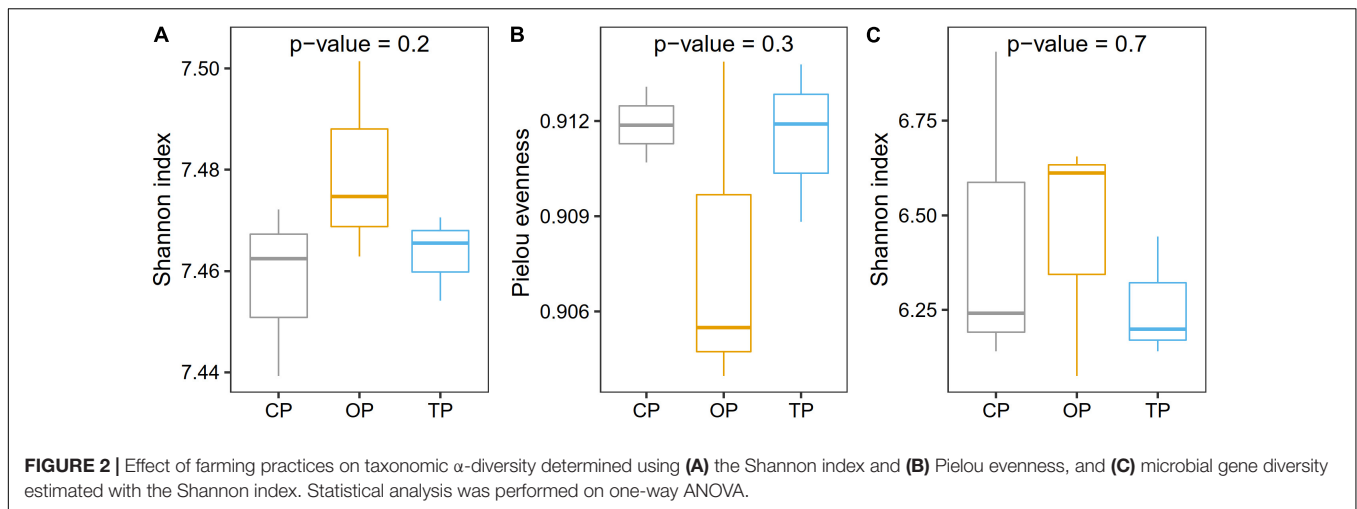 A
p−value = 0.2
Shannon index
7.50
7.48
7.46
7.44
CP OP TP
B
p−value = 0.3
Pielou evenness
0.912
0.909
0.906
CP OP TP
C
p−value = 0.7
Shannon index
6.75
6.50
6.25
CP OP TP
FIGURE 2 | Effect of farming practices on taxonomic α-diversity determined using (A) the Shannon index and (B) Pielou evenness, and (C) microbial gene diversity
estimated with the Shannon index. Statistical analysis was performed on one-way ANOVA.